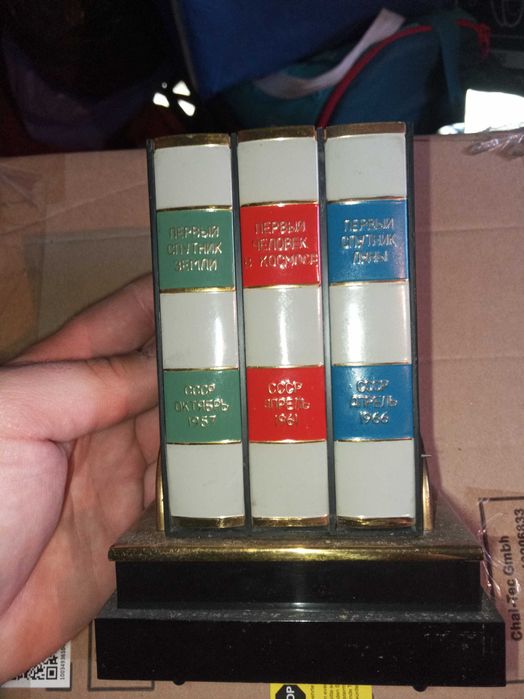 ПЕРВЫЙ
СПУТНИК
ЗЕМЛИ
СССР
ОКТЯБРЬ
1957
ПЕРВЫЙ
ЧЕЛОВЕК
В КОСМОСЕ
СССР
АПРЕЛЬ
1961
ПЕРВЫЙ
СПУТНИК
ЛУНЫ
СССР
АПРЕЛЬ
1966
Chal-Tec GmbH